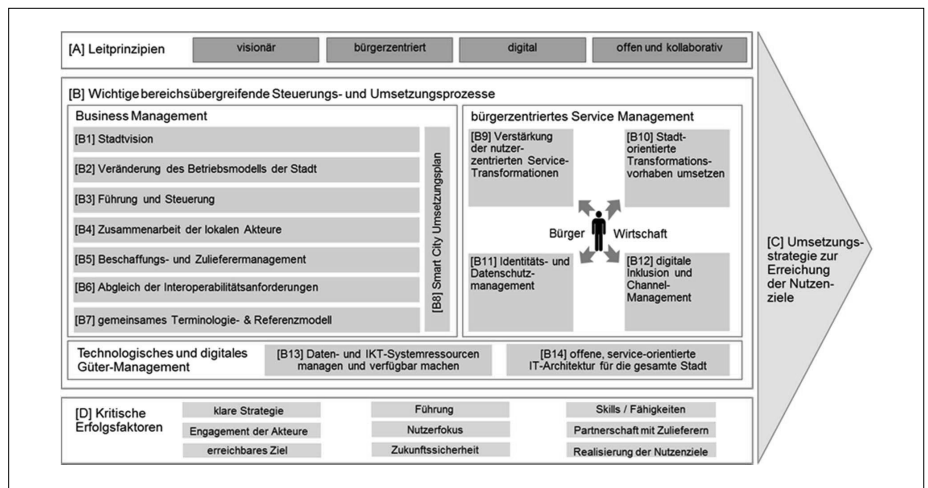 [A] Leitprinzipien
visionär
bürgerzentriert
digital
offen und kollaborativ
[B] Wichtige bereichsübergreifende Steuerungs- und Umsetzungsprozesse
Business Management
[B1] Stadtvision
[B2] Veränderung des Betriebsmodells der Stadt
[B3] Führung und Steuerung
[B4] Zusammenarbeit der lokalen Akteure
[B5] Beschaffungs- und Zulieferermanagement
[B6] Abgleich der Interoperabilitätsanforderungen
[B7] gemeinsames Terminologie- & Referenzmodell
[B8] Smart City Umsetzungsplan
bürgerzentriertes Service Management
[B9] Verstärkung
der nutzer-
zentrierten Service-
Transformationen
[B10] Stadt-
orientierte
Transformations-
vorhaben umsetzen
Bürger
Wirtschaft
[B11] Identitäts- und
Datenschutz-
management
[B12] digitale
Inklusion und
Channel-
Management
Technologisches und digitales
Güter-Management
[B13] Daten- und IKT-Systemressourcen
managen und verfügbar machen
[B14] offene, service-orientierte
IT-Architektur für die gesamte Stadt
[C] Umsetzungs-
strategie zur
Erreichung
der Nutzen-
ziele
[D] Kritische
Erfolgsfaktoren
klare Strategie
Führung
Skills / Fähigkeiten
Engagement der Akteure
Nutzerfokus
Partnerschaft mit Zulieferern
erreichbares Ziel
Zukunftssicherheit
Realisierung der Nutzenziele